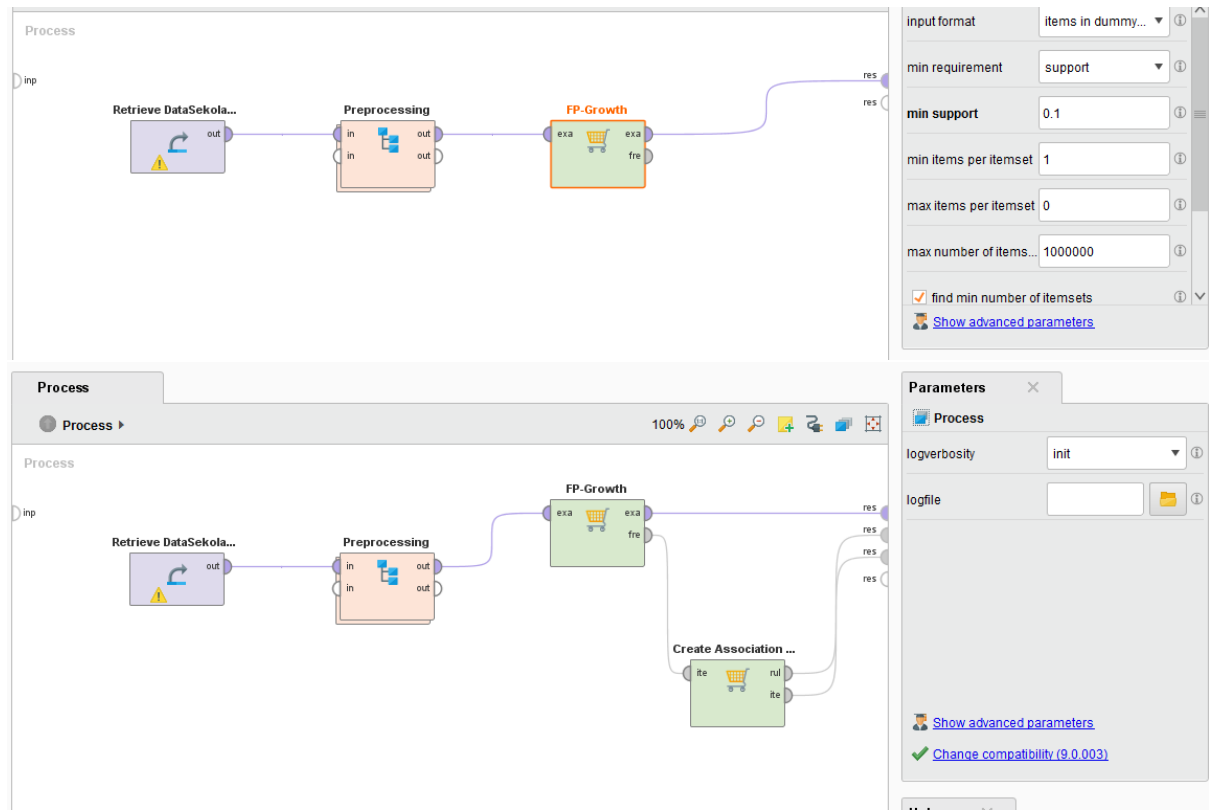 Process
inp
Retrieve DataSekola...
out
Preprocessing
in
out
in
out
FP-Growth
exa
exa
fre
res
res
input format
items in dummy...
min requirement
support
min support
0.1
min items per itemset
1
max items per itemset
0
max number of items...
1000000
find min number of itemsets
Show advanced parameters
Process
Process
100%
Process
inp
Retrieve DataSekola...
out
Preprocessing
in
out
in
out
FP-Growth
exa
exa
fre
Create Association ...
ite
rul
ite
res
res
res
res
Parameters
Process
logverbosity
init
logfile
Show advanced parameters
Change compatibility (9.0.003)